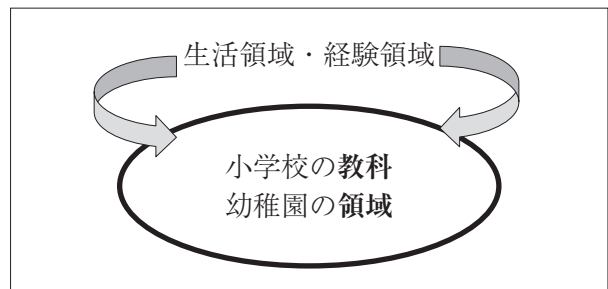 生活領域・経験領域
小学校の教科
幼稚園の領域